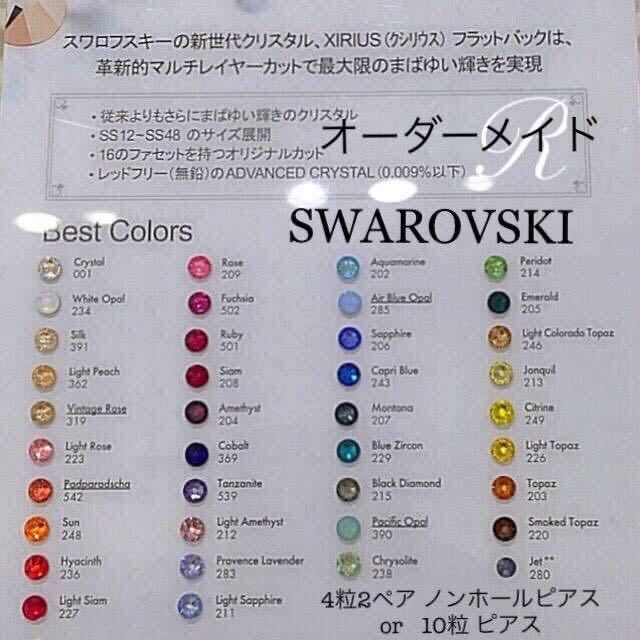 スワロフスキーの新世代クリスタル、XIRIUS（クシリウス）フラットバックは、
革新的マルチレイヤーカットで最大限のまばゆい輝きを実現
・従来よりもさらにまばゆい輝きのクリスタル
・SS12~SS48 のサイズ展開
・16のファセットを持つオリジナルカット
・レッドフリー（無鉛）のADVANCED CRYSTAL（0.009%以下）
R
オーダーメイド
SWAROVSKI
Best Colors
Crystal
001
White Opal
234
Silk
391
Light Peach
362
Vintage Rose
319
Light Rose
223
Padparadscha
542
Sun
248
Hyacinth
236
Light Siam
227
Rose
209
Fuchsia
502
Ruby
501
Siam
208
Amethyst
204
Cobalt
369
Tanzanite
539
Light Amethyst
212
Provence Lavender
283
Light Sapphire
211
Aquamarine
202
Air Blue Opal
285
Sapphire
206
Capri Blue
243
Montana
207
Blue Zircon
229
Black Diamond
215
Pacific Opal
390
Chrysolite
238
Peridot
214
Emerald
205
Light Colorado Topaz
246
Jonquil
213
Citrine
249
Light Topaz
226
Topaz
203
Smoked Topaz
220
Jet**
280
4粒2ペア ノンホールピアス
or 10粒 ピアス